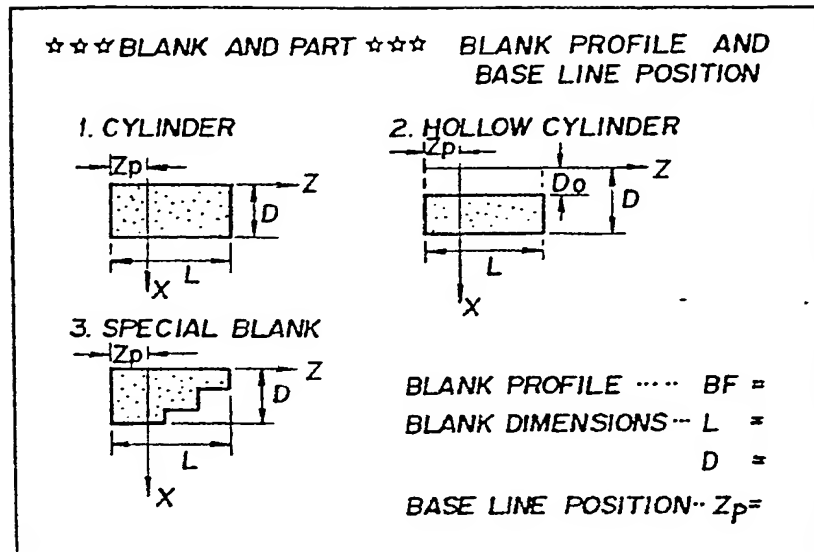 ☆☆☆ BLANK AND PART ☆☆☆ BLANK PROFILE AND
BASE LINE POSITION
1. CYLINDER
Zp
Z
D
L
X
2. HOLLOW CYLINDER
Zp
Z
Do
D
L
X
3. SPECIAL BLANK
Zp
Z
D
L
X
BLANK PROFILE ····· BF =
BLANK DIMENSIONS ··· L =
D =
BASE LINE POSITION ·· Zp=